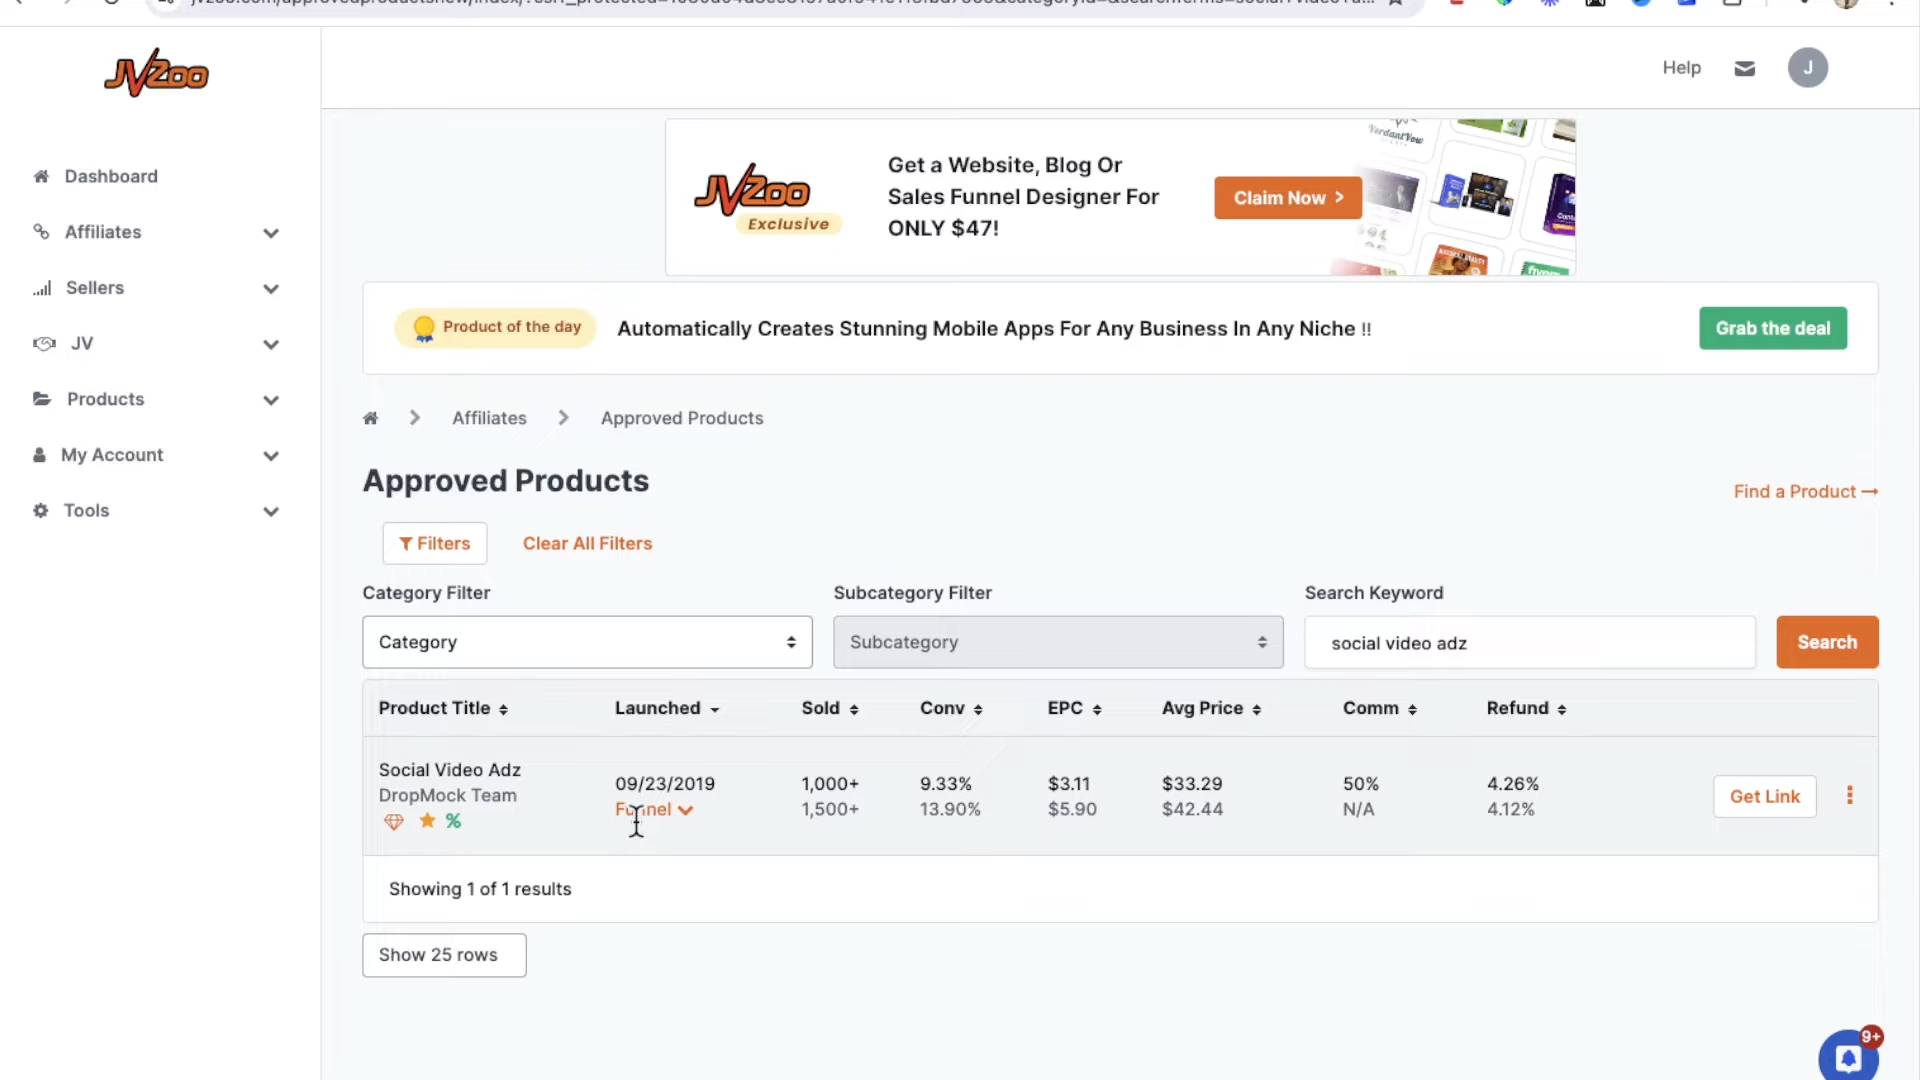 JVZoo
Help
J
Dashboard
Affiliates
Sellers
JV
Products
My Account
Tools
JVZoo
Exclusive
Get a Website, Blog Or
Sales Funnel Designer For
ONLY $47!
Claim Now >
VerdantVow
Product of the day
Automatically Creates Stunning Mobile Apps For Any Business In Any Niche !!
Grab the deal
Affiliates
Approved Products
Approved Products
Find a Product →
Filters
Clear All Filters
Category Filter
Subcategory Filter
Search Keyword
Category
Subcategory
social video adz
Search
Product Title
Launched
Sold
Conv
EPC
Avg Price
Comm
Refund
Social Video Adz
DropMock Team
09/23/2019
Funnel
1,000+
1,500+
9.33%
13.90%
$3.11
$5.90
$33.29
$42.44
50%
N/A
4.26%
4.12%
Get Link
Showing 1 of 1 results
Show 25 rows
9+